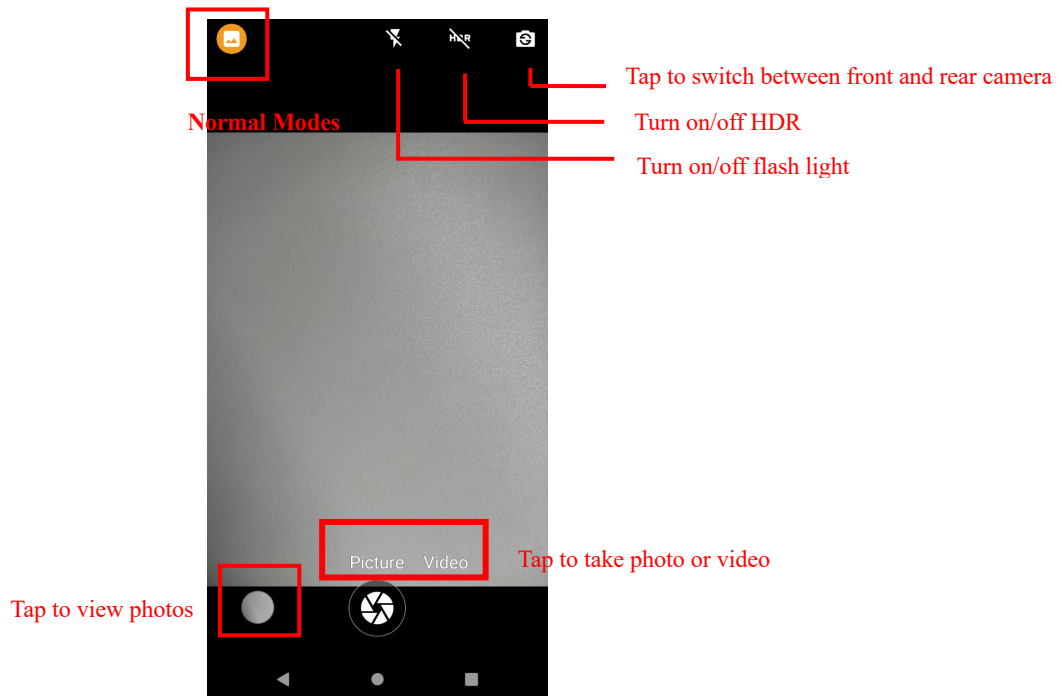 HDR
Tap to switch between front and rear camera
Normal Modes
Turn on/off HDR
Turn on/off flash light
Picture Video
Tap to take photo or video
Tap to view photos